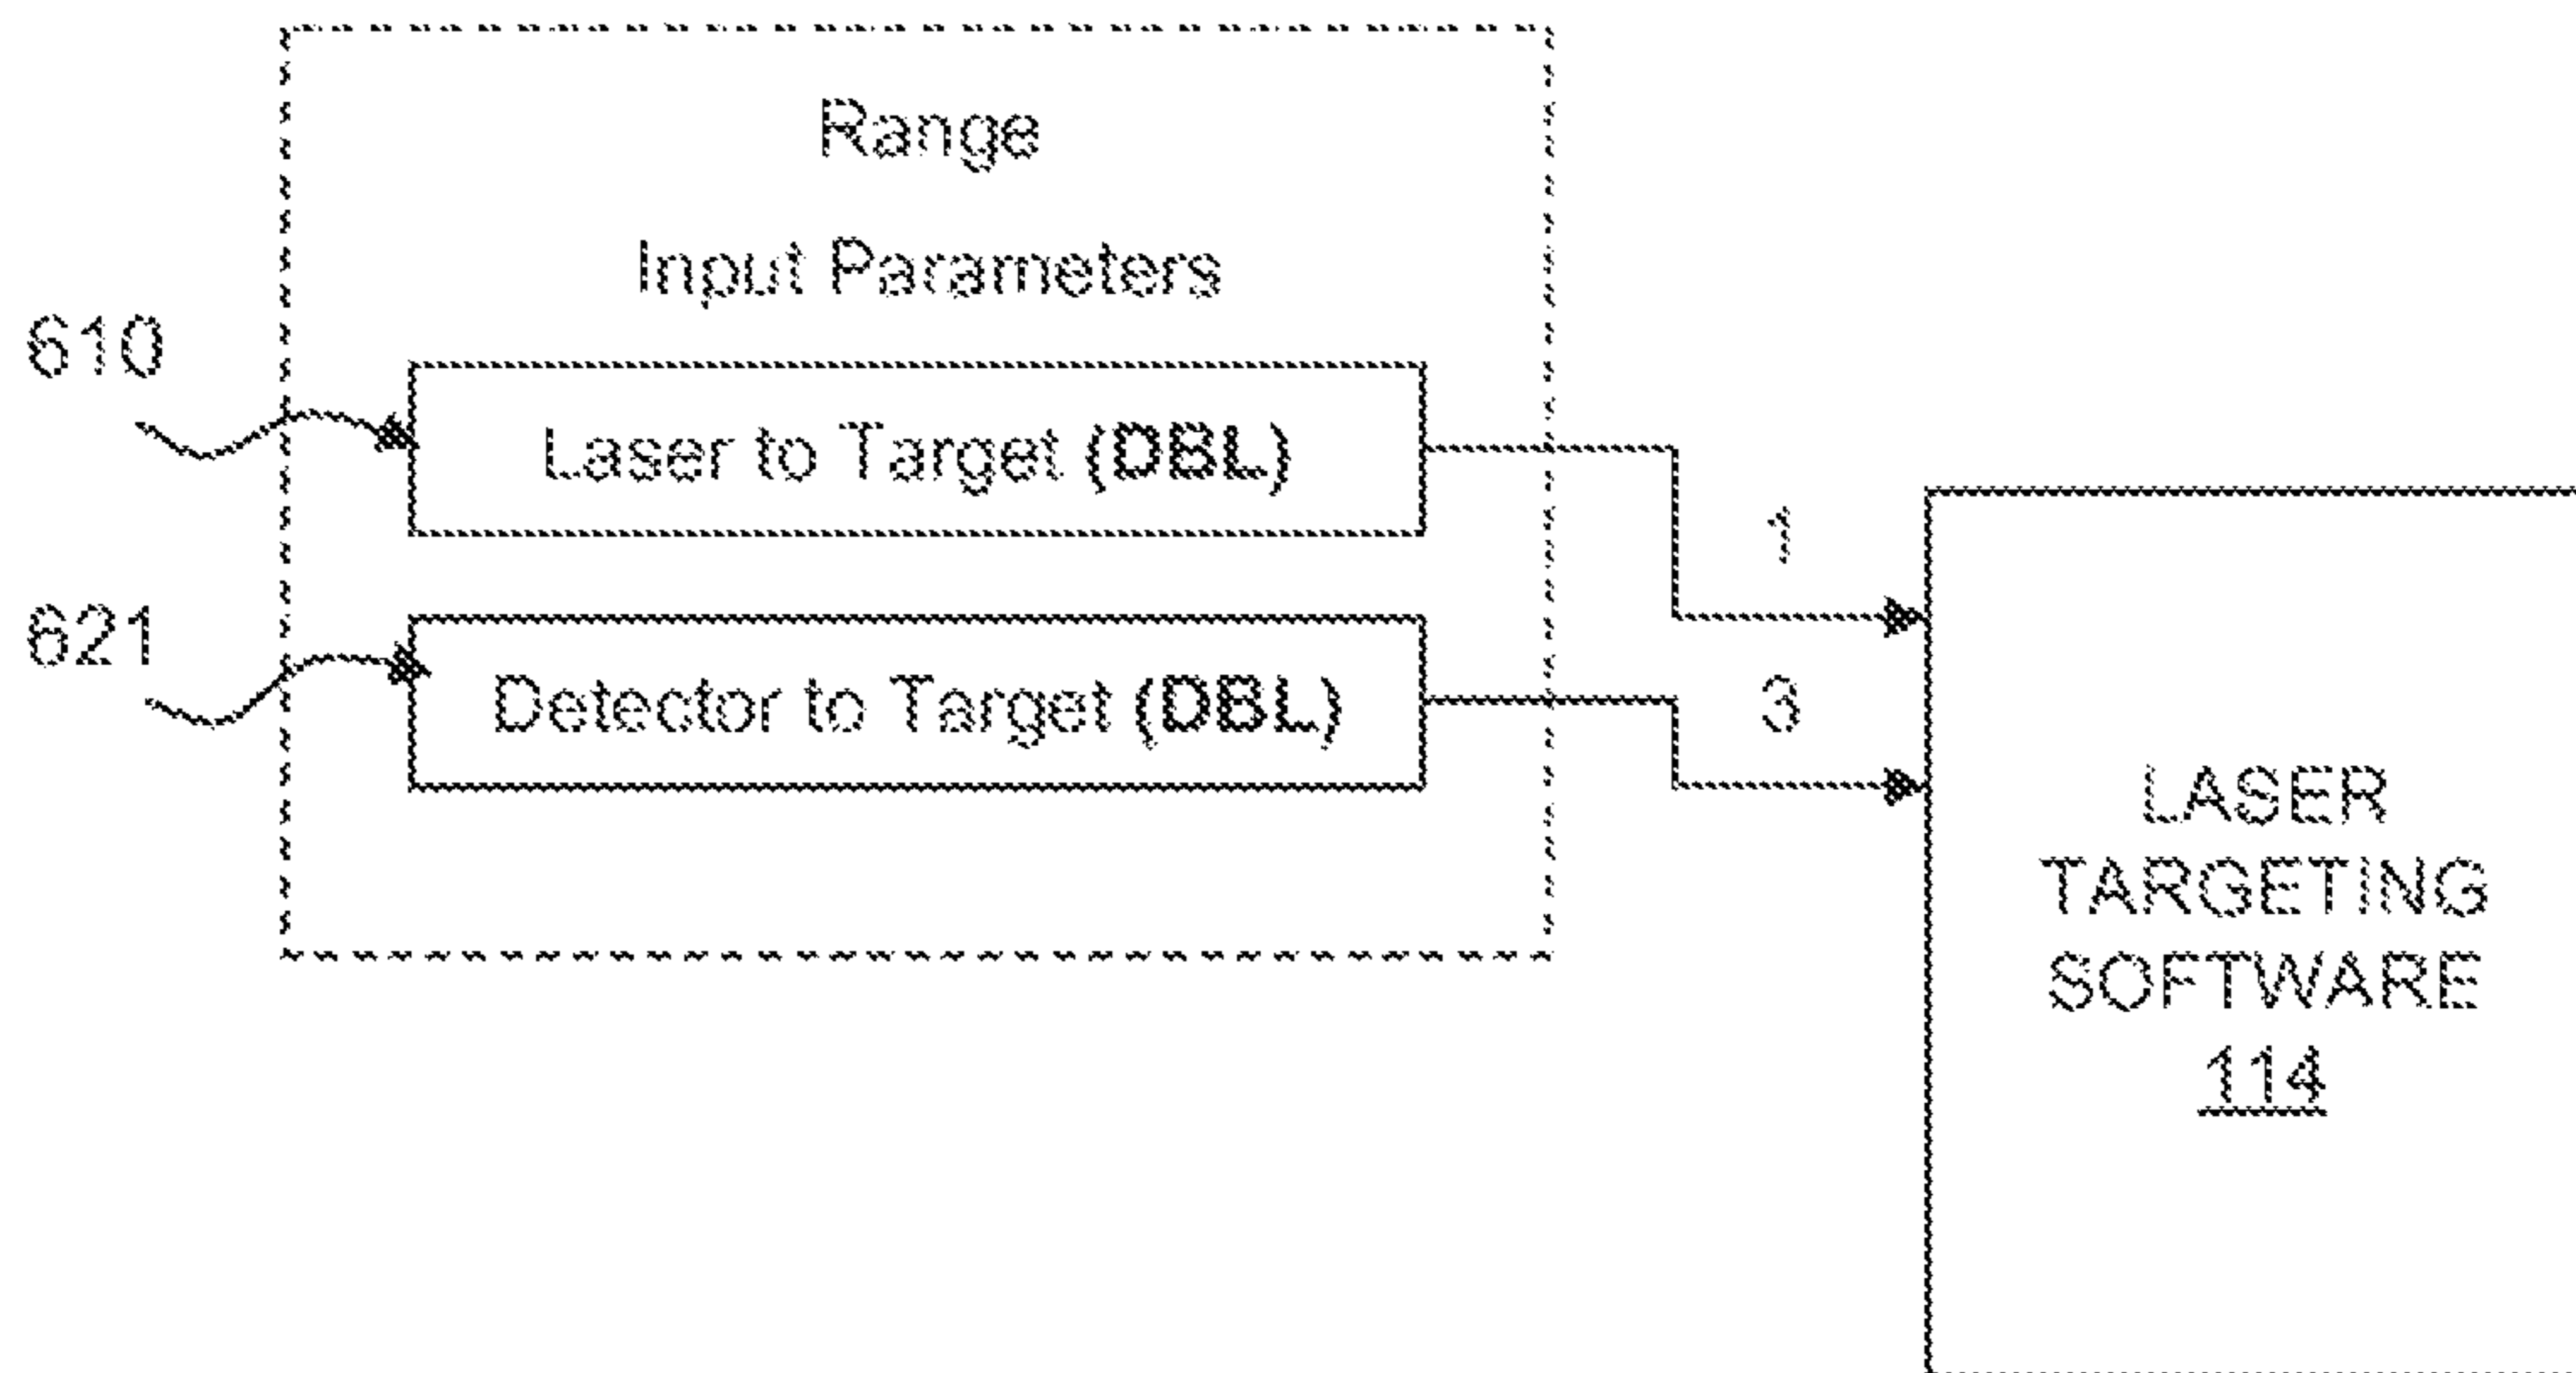 Range
Input Parameters
610
Laser to Target (DBL)
1
621
Detector to Target (DBL)
3
LASER
TARGETING
SOFTWARE
114